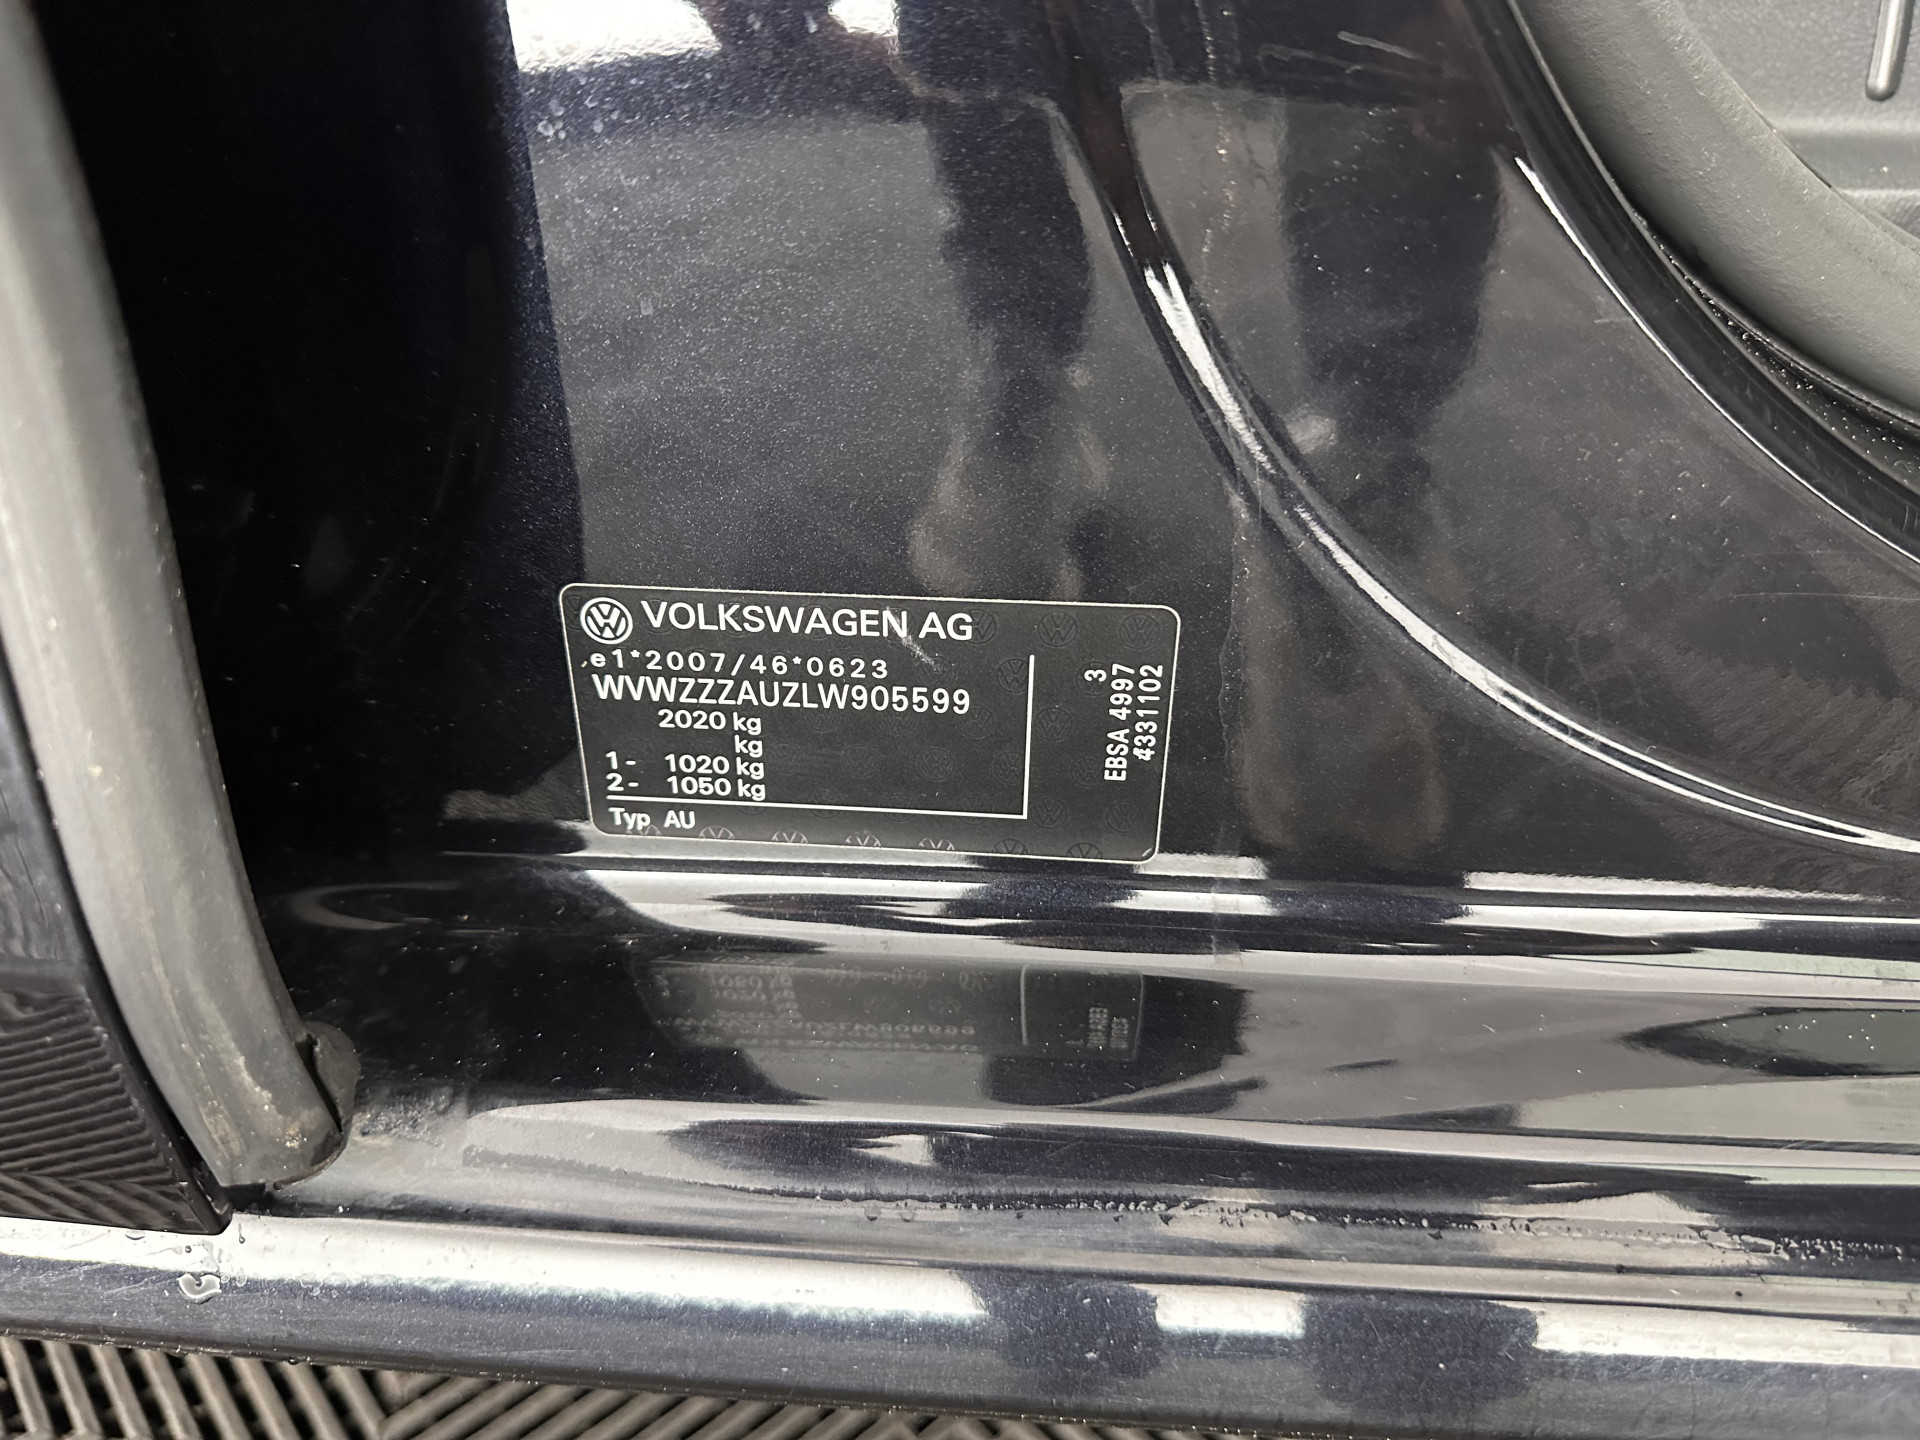 VOLKSWAGEN AG
e1*2007/46*0623
WVWZZZAUZLW905599
2020 kg
kg
1- 1020 kg
2- 1050 kg
Typ AU
3
EBSA 4997
4331102